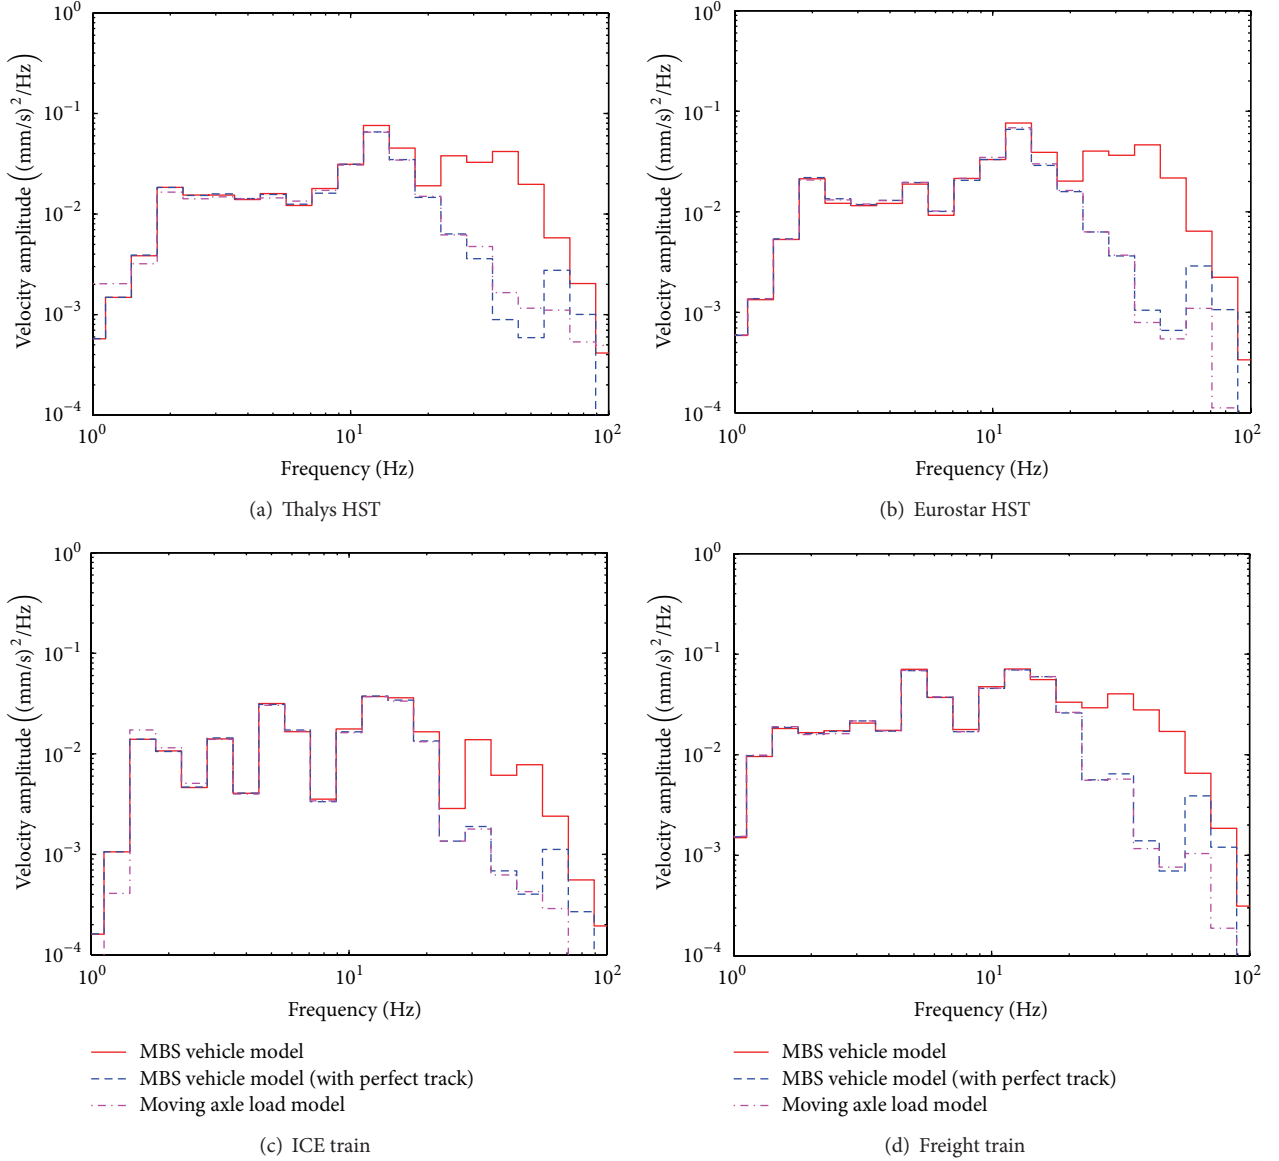 10^0
10^−1
10^−2
10^−3
10^−4
Velocity amplitude ((mm/s)^2/Hz)
10^0
10^1
10^2
Frequency (Hz)
(a) Thalys HST
10^0
10^−1
10^−2
10^−3
10^−4
Velocity amplitude ((mm/s)^2/Hz)
10^0
10^1
10^2
Frequency (Hz)
(b) Eurostar HST
10^0
10^−1
10^−2
10^−3
10^−4
Velocity amplitude ((mm/s)^2/Hz)
10^0
10^1
10^2
Frequency (Hz)
MBS vehicle model
MBS vehicle model (with perfect track)
Moving axle load model
(c) ICE train
10^0
10^−1
10^−2
10^−3
10^−4
Velocity amplitude ((mm/s)^2/Hz)
10^0
10^1
10^2
Frequency (Hz)
MBS vehicle model
MBS vehicle model (with perfect track)
Moving axle load model
(d) Freight train